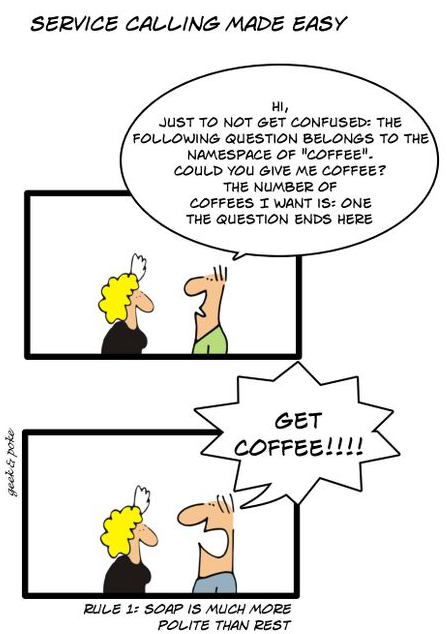 SERVICE CALLING MADE EASY
HI,
JUST TO NOT GET CONFUSED: THE
FOLLOWING QUESTION BELONGS TO THE
NAMESPACE OF "COFFEE".
COULD YOU GIVE ME COFFEE?
THE NUMBER OF
COFFEES I WANT IS: ONE
THE QUESTION ENDS HERE
GET
COFFEE!!!!
geek & poke
RULE 1: SOAP IS MUCH MORE
POLITE THAN REST